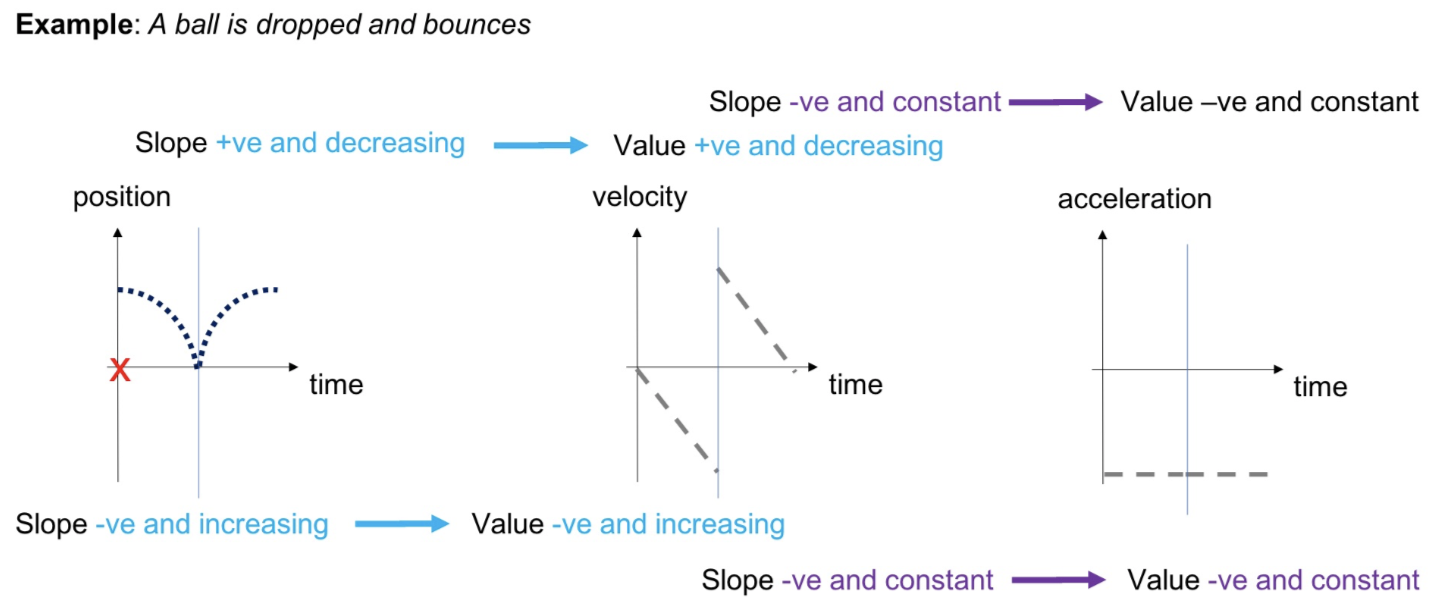 Example: A ball is dropped and bounces
Slope -ve and constant Value –ve and constant
Slope +ve and decreasing Value +ve and decreasing
position velocity acceleration
X
time time time
Slope -ve and increasing Value -ve and increasing
Slope -ve and constant Value -ve and constant